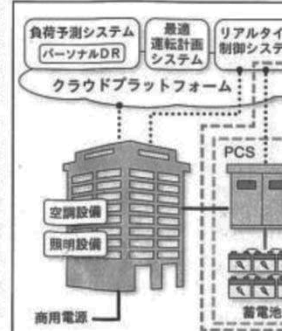 負荷予測システム
パーソナルDR
最適
運転計画
システム
リアルタイ
制御システ
クラウドプラットフォーム
PCS
空調設備
照明設備
商用電源
蓄電池